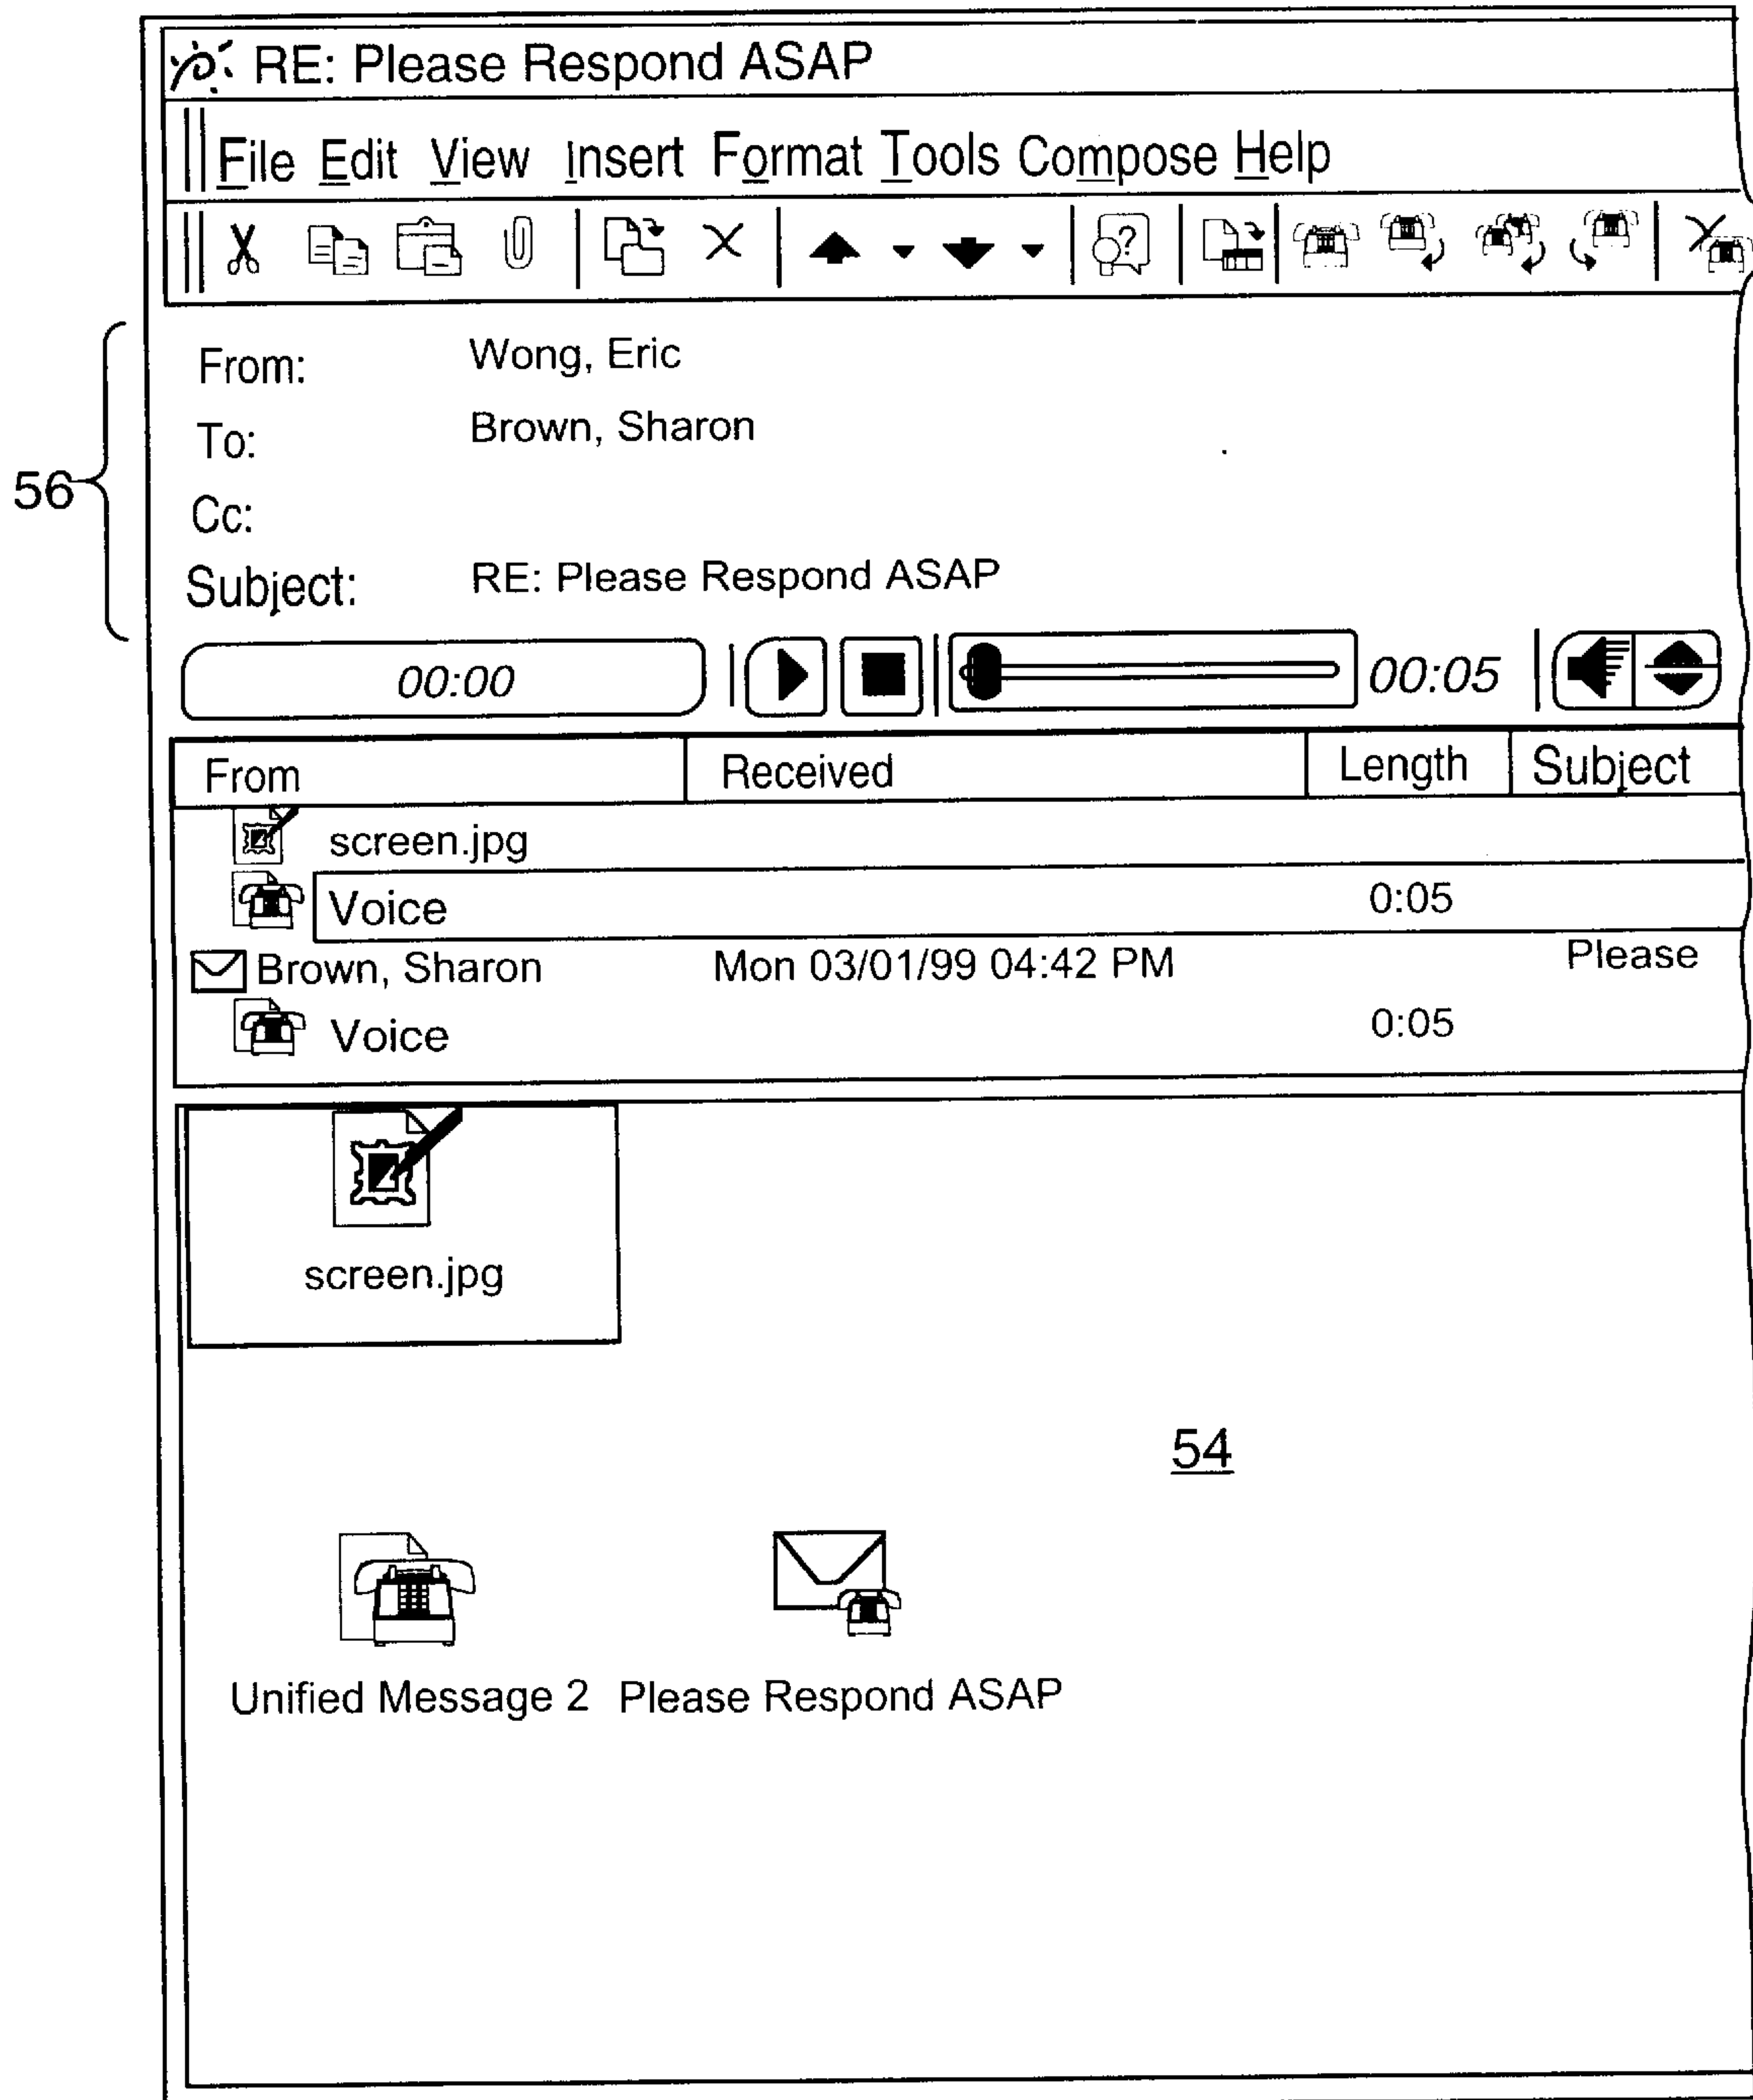 RE: Please Respond ASAP
File Edit View Insert Format Tools Compose Help
?
From: Wong, Eric
To: Brown, Sharon
56
Cc:
Subject: RE: Please Respond ASAP
00:00 00:05
From Received Length Subject
screen.jpg
Voice 0:05
Brown, Sharon Mon 03/01/99 04:42 PM Please
Voice 0:05
screen.jpg
54
Unified Message 2 Please Respond ASAP